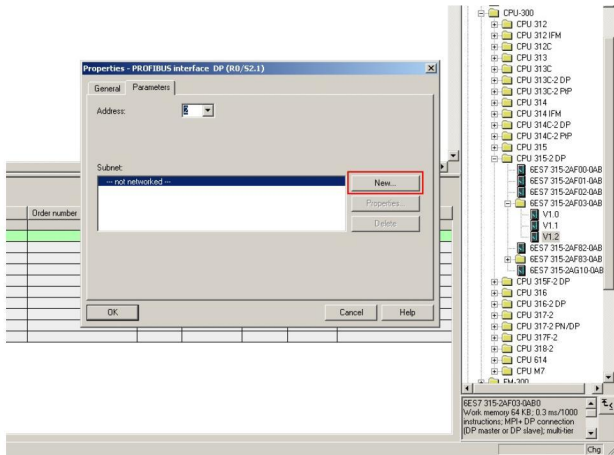 Properties - PROFIBUS interface DP (R0/S2.1)
General
Parameters
Address:
2
Subnet:
--- not networked ---
New...
Properties...
Delete
OK
Cancel
Help
Order number
CPU-300
CPU 312
CPU 312 IFM
CPU 312C
CPU 313
CPU 313C
CPU 313C-2 DP
CPU 313C-2 PtP
CPU 314
CPU 314 IFM
CPU 314C-2 DP
CPU 314C-2 PtP
CPU 315
CPU 315-2 DP
6ES7 315-2AF00-0AB
6ES7 315-2AF01-0AB
6ES7 315-2AF02-0AB
6ES7 315-2AF03-0AB
V1.0
V1.1
V1.2
6ES7 315-2AF82-0AB
6ES7 315-2AF83-0AB
6ES7 315-2AG10-0AB
CPU 315F-2 DP
CPU 316
CPU 316-2 DP
CPU 317-2
CPU 317-2 PN/DP
CPU 317F-2
CPU 318-2
CPU 614
CPU M7
FM-300
6ES7 315-2AF03-0AB0
Work memory 64 KB; 0.3 ms/1000
instructions; MPI+ DP connection
(DP master or DP slave); multi-tier
Chg